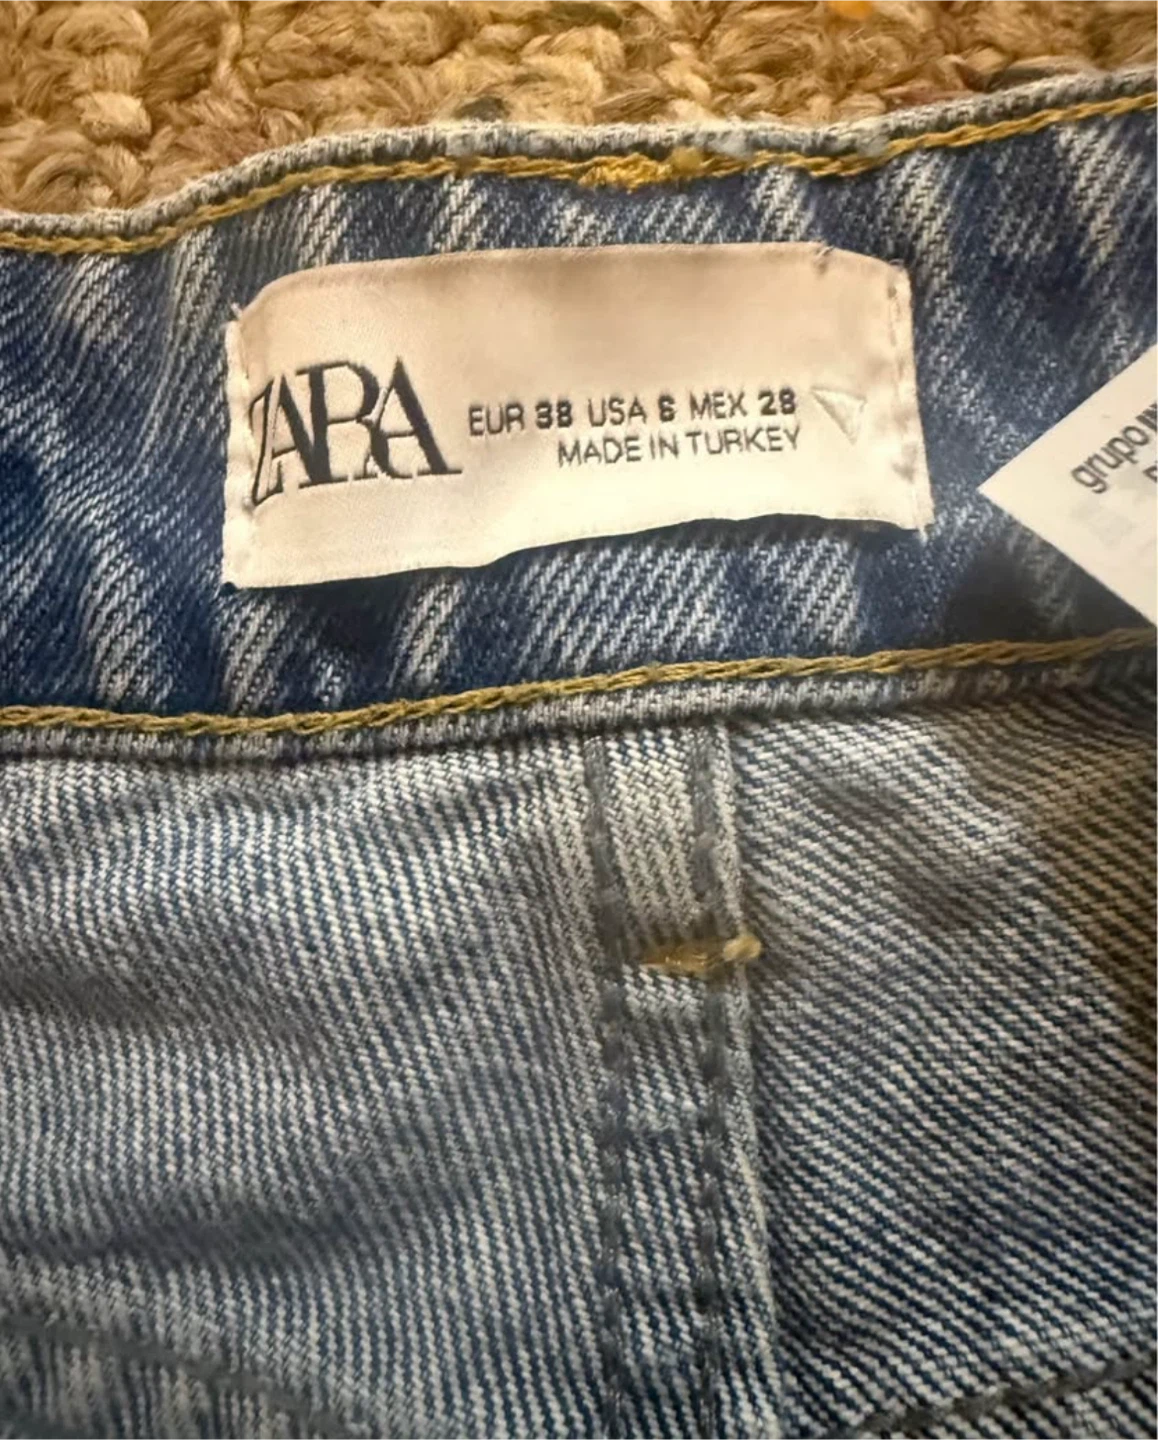 ZARA
EUR 38 USA 6 MEX 28
MADE IN TURKEY
grupo